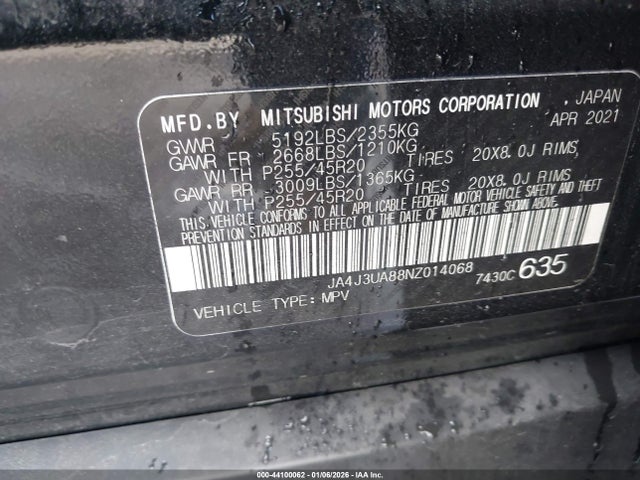 MFD.BY MITSUBISHI MOTORS CORPORATION , JAPAN
GVWR 5192LBS/2355KG APR 2021
GAWR FR 2668LBS/1210KG
WITH P255/45R20 TIRES 20X8.0J RIMS,
GAWR RR 3009LBS/1365KG
WITH P255/45R20 TIRES 20X8.0J RIMS
THIS VEHICLE CONFORMS TO ALL APPLICABLE FEDERAL MOTOR VEHICLE SAFETY AND THEFT
PREVENTION STANDARDS IN EFFECT ON THE DATE OF MANUFACTURE SHOWN ABOVE.
JA4J3UA88NZ014068 7430C 635
VEHICLE TYPE: MPV
000-44100062 - 01/06/2026 - IAA Inc.